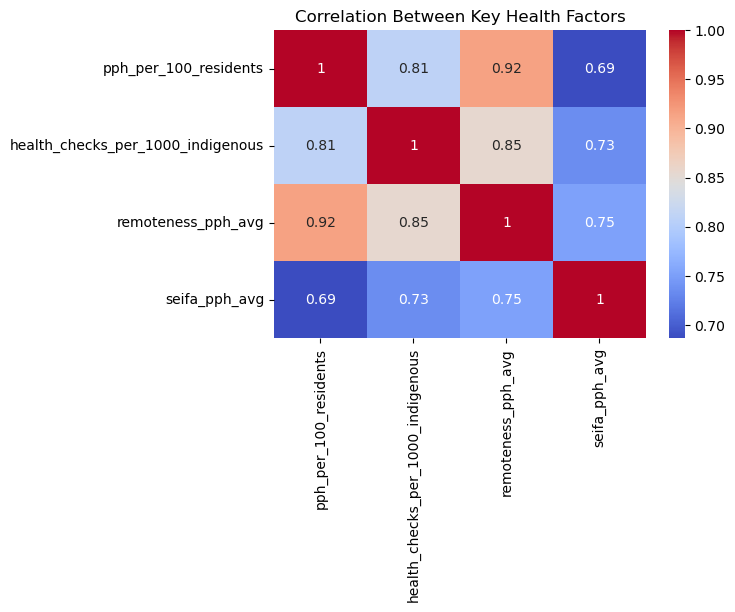 Correlation Between Key Health Factors
pph_per_100_residents
1
0.81
0.92
0.69
health_checks_per_1000_indigenous
0.81
1
0.85
0.73
remoteness_pph_avg
0.92
0.85
1
0.75
seifa_pph_avg
0.69
0.73
0.75
1
pph_per_100_residents
health_checks_per_1000_indigenous
remoteness_pph_avg
seifa_pph_avg
1.00
0.95
0.90
0.85
0.80
0.75
0.70